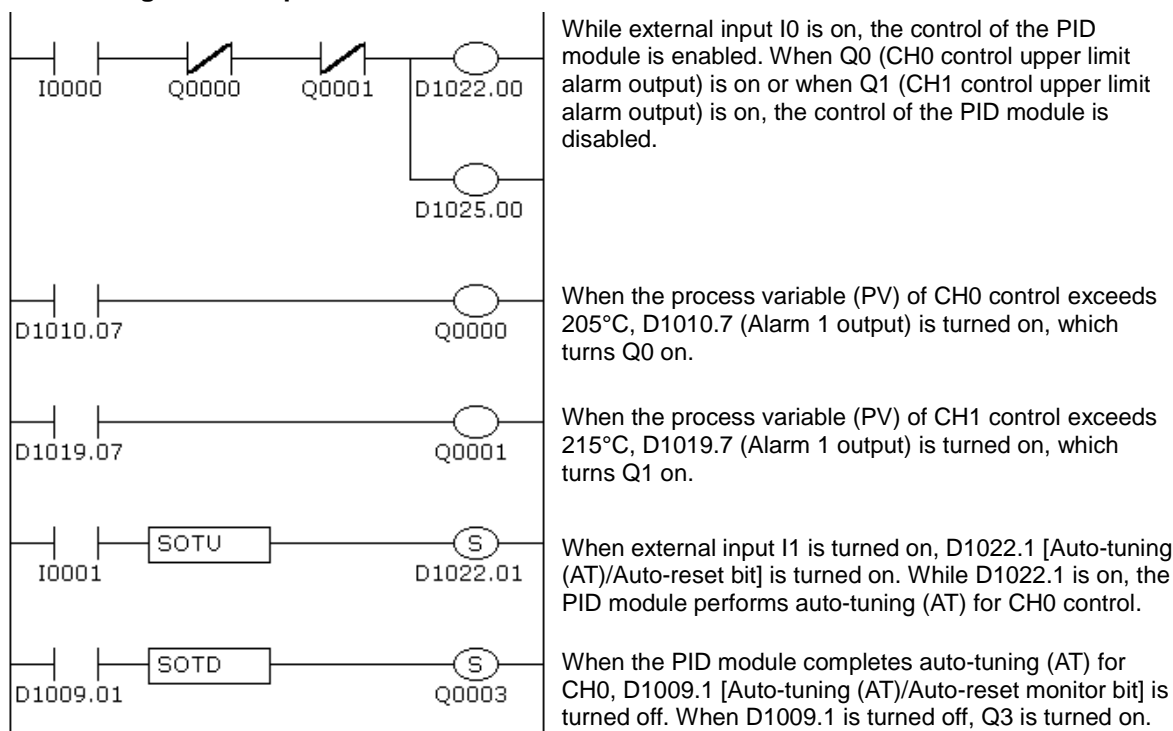 I0000 Q0000 Q0001 D1022.00
D1025.00
While external input I0 is on, the control of the PID
module is enabled. When Q0 (CH0 control upper limit
alarm output) is on or when Q1 (CH1 control upper limit
alarm output) is on, the control of the PID module is
disabled.
D1010.07 Q0000
When the process variable (PV) of CH0 control exceeds
205°C, D1010.7 (Alarm 1 output) is turned on, which
turns Q0 on.
D1019.07 Q0001
When the process variable (PV) of CH1 control exceeds
215°C, D1019.7 (Alarm 1 output) is turned on, which
turns Q1 on.
SOTU S
I0001 D1022.01
When external input I1 is turned on, D1022.1 [Auto-tuning
(AT)/Auto-reset bit] is turned on. While D1022.1 is on, the
PID module performs auto-tuning (AT) for CH0 control.
SOTD S
D1009.01 Q0003
When the PID module completes auto-tuning (AT) for
CH0, D1009.1 [Auto-tuning (AT)/Auto-reset monitor bit] is
turned off. When D1009.1 is turned off, Q3 is turned on.